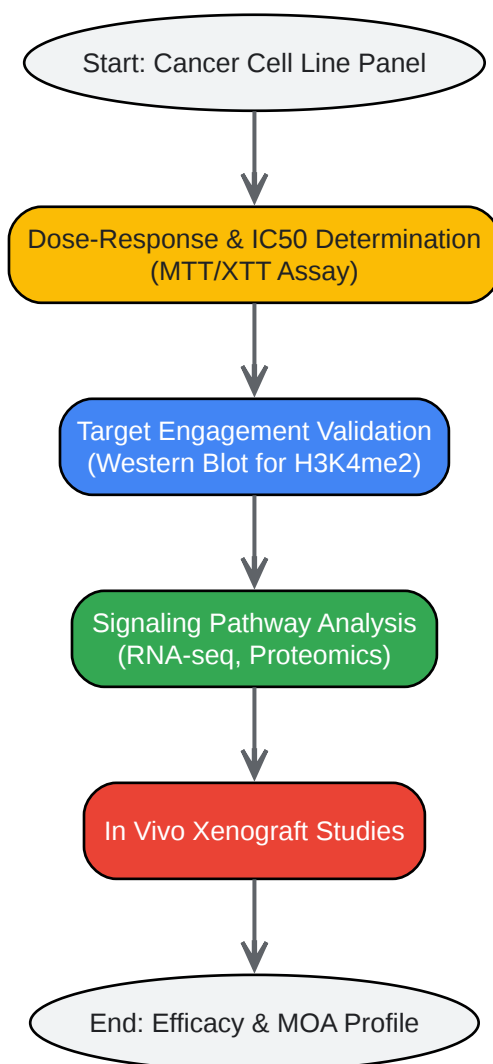 Start: Cancer Cell Line Panel
Dose-Response & IC50 Determination
(MTT/XTT Assay)
Target Engagement Validation
(Western Blot for H3K4me2)
Signaling Pathway Analysis
(RNA-seq, Proteomics)
In Vivo Xenograft Studies
End: Efficacy & MOA Profile